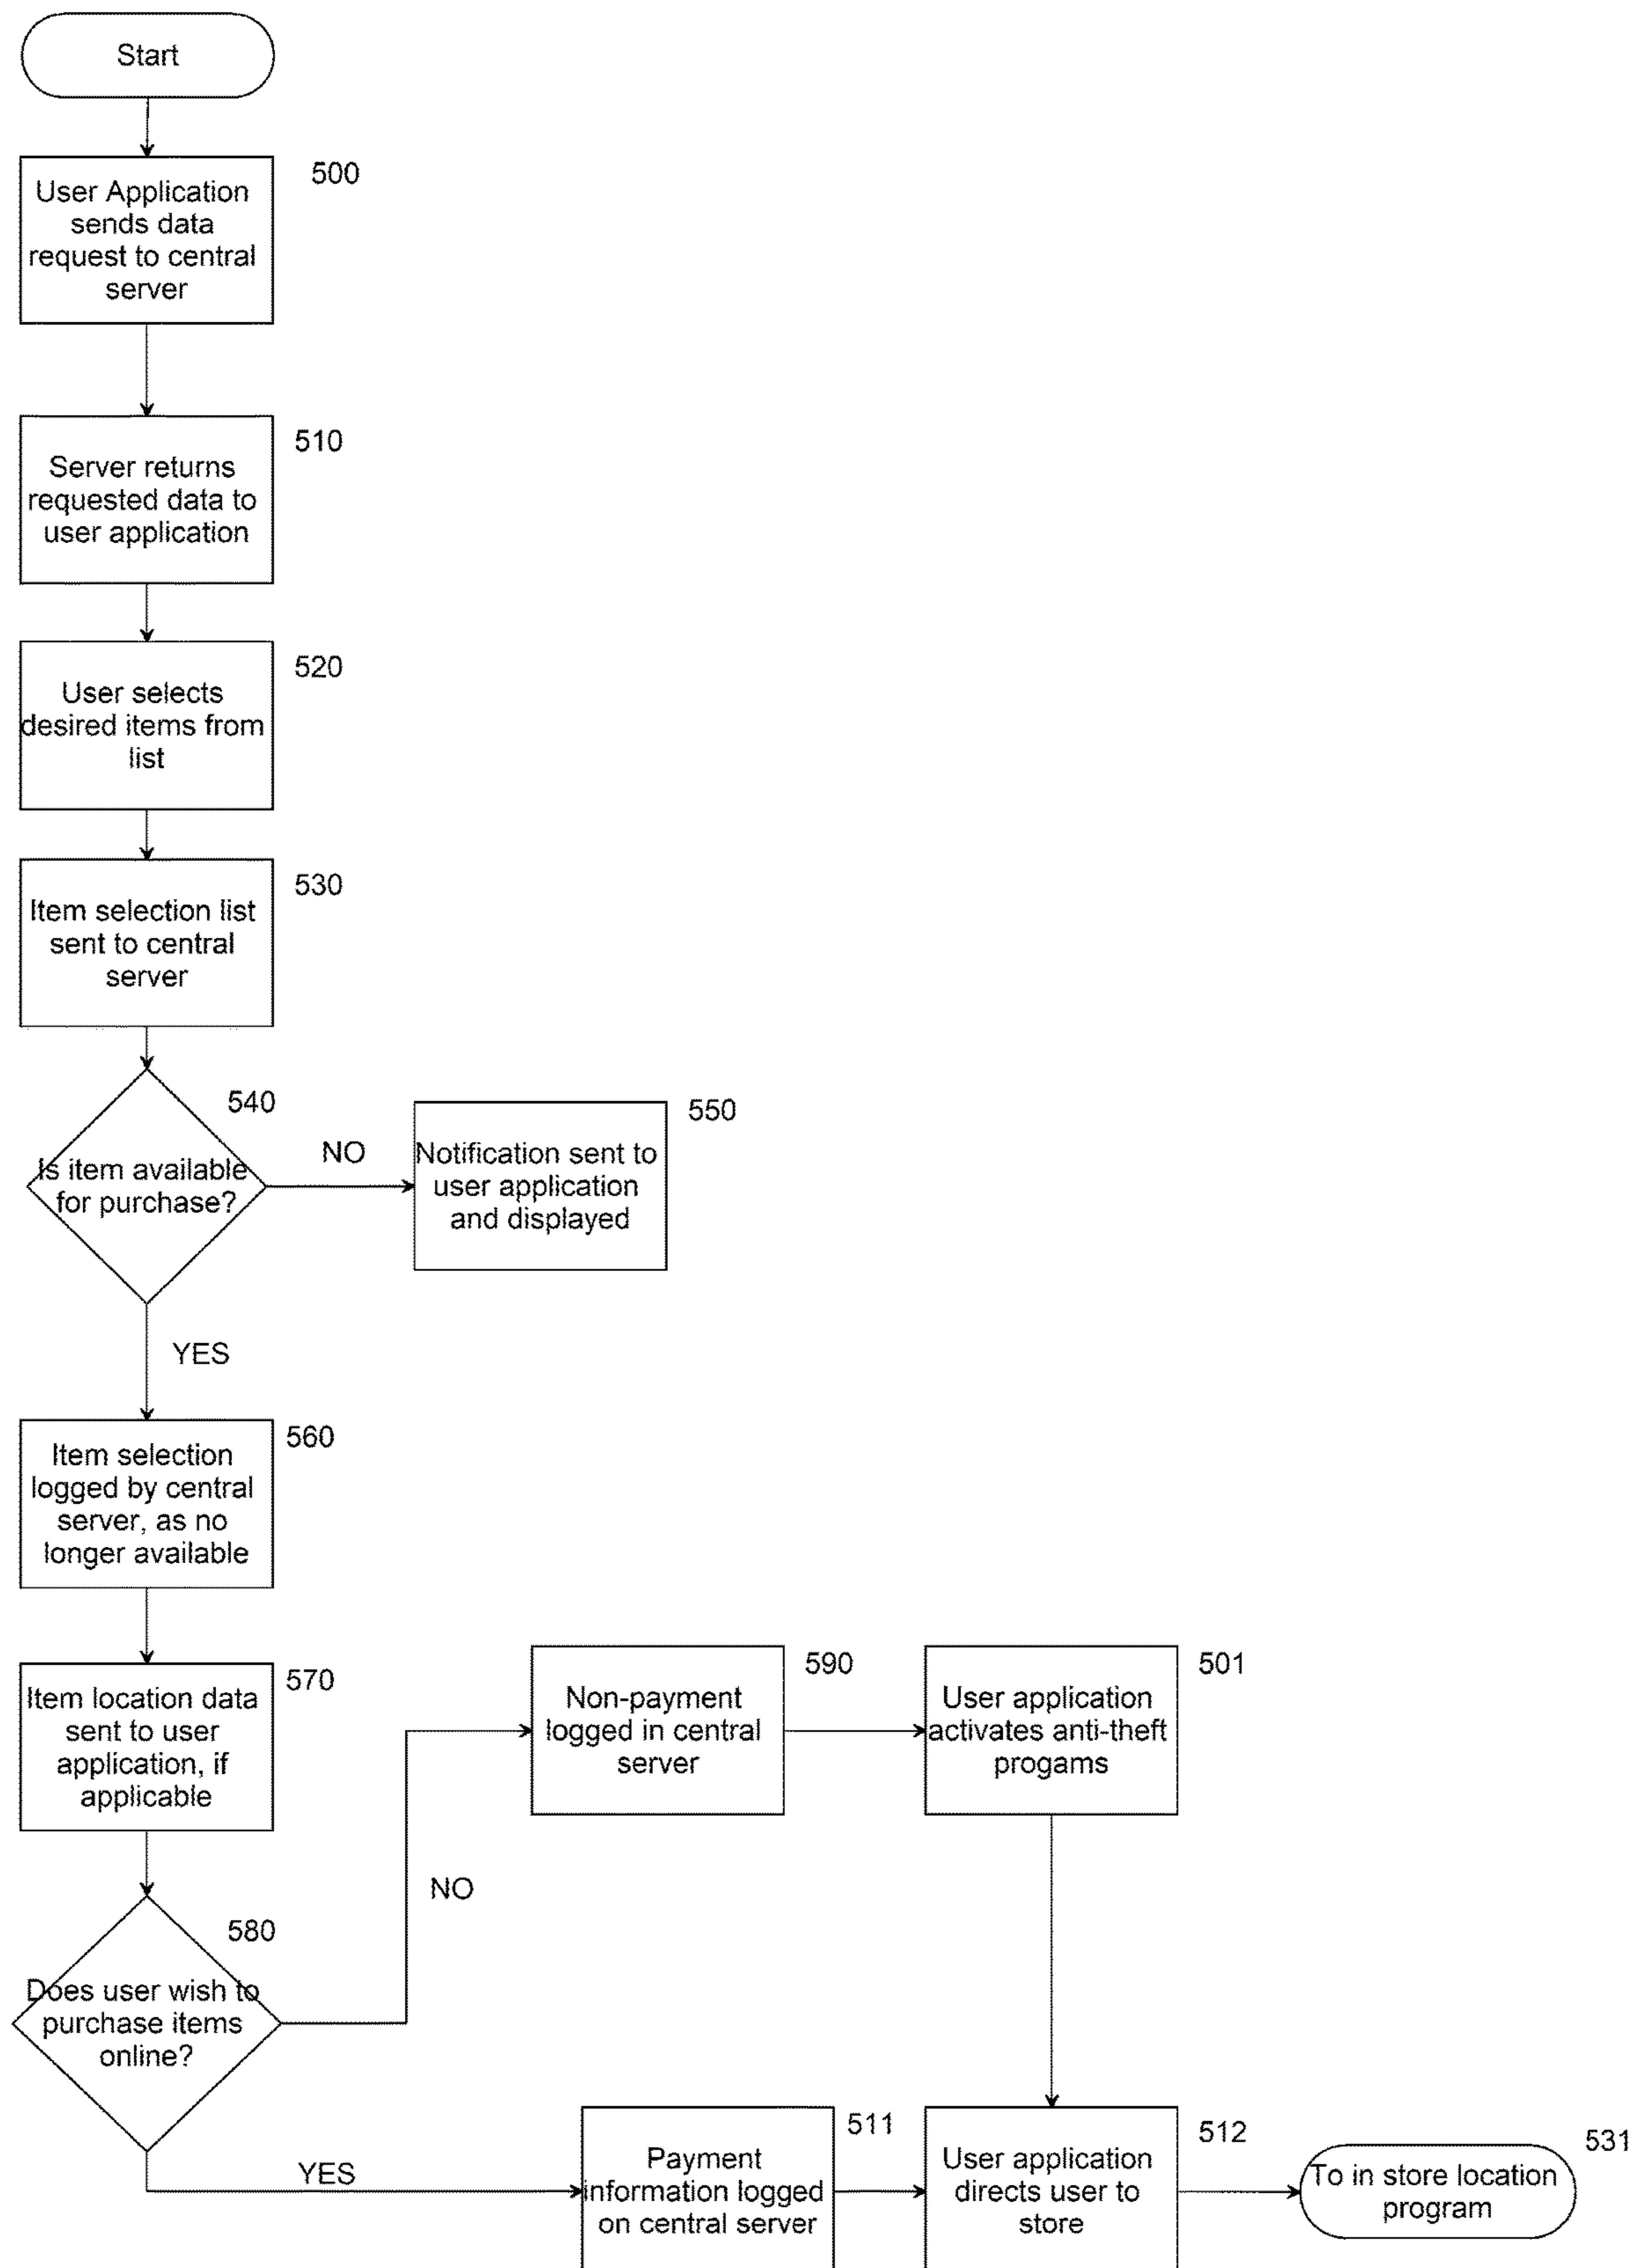 Start
500
User Application
sends data
request to central
server
510
Server returns
requested data to
user application
520
User selects
desired items from
list
530
Item selection list
sent to central
server
540
Is item available
for purchase?
NO
550
Notification sent to
user application
and displayed
YES
560
Item selection
logged by central
server, as no
longer available
570
Item location data
sent to user
application, if
applicable
590
Non-payment
logged in central
server
501
User application
activates anti-theft
progams
NO
580
Does user wish to
purchase items
online?
YES
511
Payment
information logged
on central server
512
User application
directs user to
store
531
To in store location
program